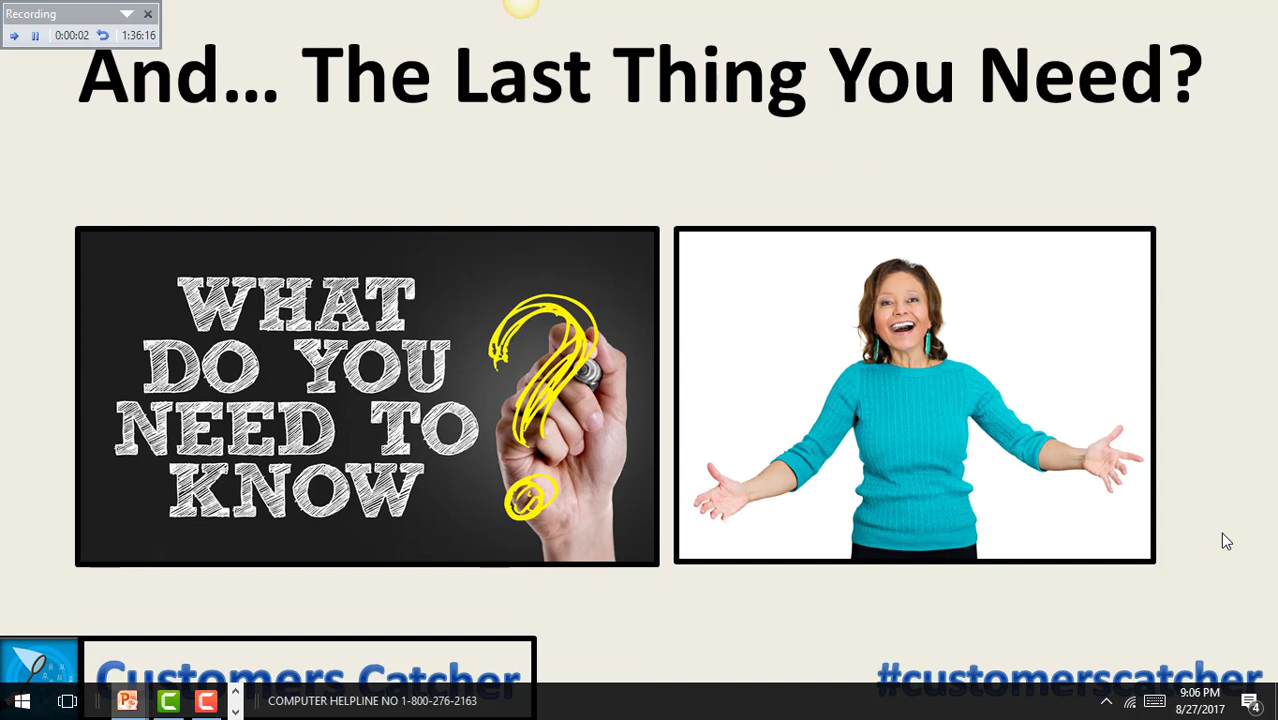 Recording
0:00:02 1:36:16
And... The Last Thing You Need?
WHAT
DO YOU
NEED TO
KNOW
?
Customers Catcher
#customerscatcher
COMPUTER HELPLINE NO 1-800-276-2163
9:06 PM
8/27/2017
4